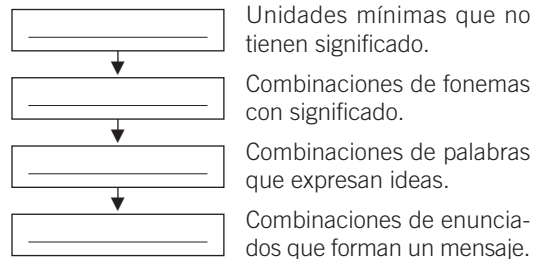 Unidades mínimas que no
tienen significado.
Combinaciones de fonemas
con significado.
Combinaciones de palabras
que expresan ideas.
Combinaciones de enuncia-
dos que forman un mensaje.